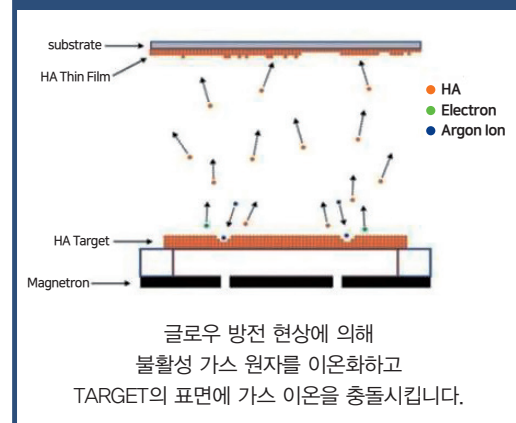 substrate
HA Thin Film
HA
Electron
Argon Ion
HA Target
Magnetron
글로우 방전 현상에 의해
불활성 가스 원자를 이온화하고
TARGET의 표면에 가스 이온을 충돌시킵니다.